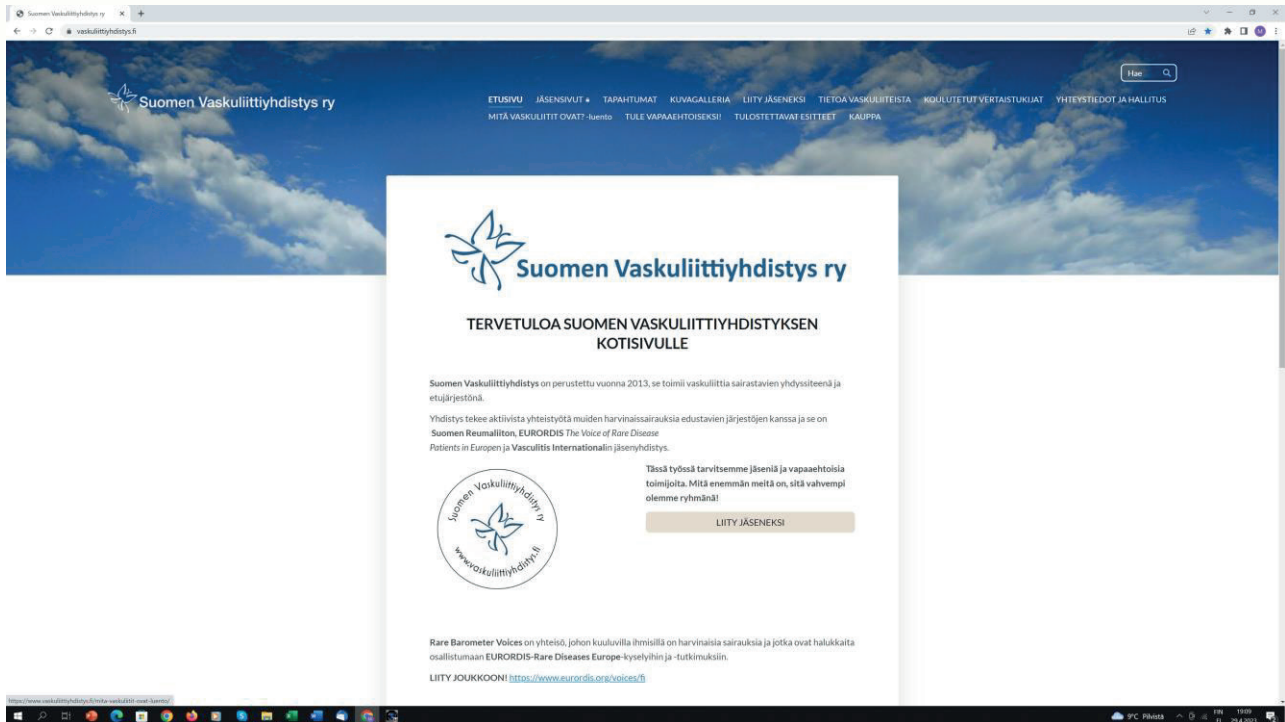 Suomen Vaskuliittiyhdistys ry
vaskuliittiyhdistys.fi
Hae
Suomen Vaskuliittiyhdistys ry
ETUSIVU JÄSENSIVUT TAPAHTUMAT KUVAGALLERIA LIITY JÄSENEKSI TIETOA VASKULIITEISTA KOULUTETUT VERTAISTUKIJAT YHTEYSTIEDOT JA HALLITUS
MITÄ VASKULIITIT OVAT? -luento TULE VAPAAEHTOISEKSI! TULOSTETTAVAT ESITTEET KAUPPA
Suomen Vaskuliittiyhdistys ry
TERVETULOA SUOMEN VASKULIITTIYHDISTYKSEN
KOTISIVULLE
Suomen Vaskuliittiyhdistys on perustettu vuonna 2013, se toimii vaskuliittia sairastavien yhdyssiteenä ja
etujärjestönä.
Yhdistys tekee aktiivista yhteistyötä muiden harvinaissairauksia edustavien järjestöjen kanssa ja se on
Suomen Reumaliiton, EURORDIS The Voice of Rare Disease
Patients in Europen ja Vasculitis Internationalin jäsenyhdistys.
Suomen Vaskuliittiyhdistys ry
www.vaskuliittiyhdistys.fi
Tässä työssä tarvitsemme jäseniä ja vapaaehtoisia
toimijoita. Mitä enemmän meitä on, sitä vahvempi
olemme ryhmänä!
LIITY JÄSENEKSI
Rare Barometer Voices on yhteisö, johon kuuluvilla ihmisillä on harvinaisia sairauksia ja jotka ovat halukkaita
osallistumaan EURORDIS-Rare Diseases Europe-kyselyihin ja -tutkimuksiin.
LIITY JOUKKOON! https://www.eurordis.org/voices/fi
https://www.vaskuliittiyhdistys.fi/mita-vaskuliitit-ovat-luento/
9°C Pilvistä
FIN
FI
19:09
29.4.2023